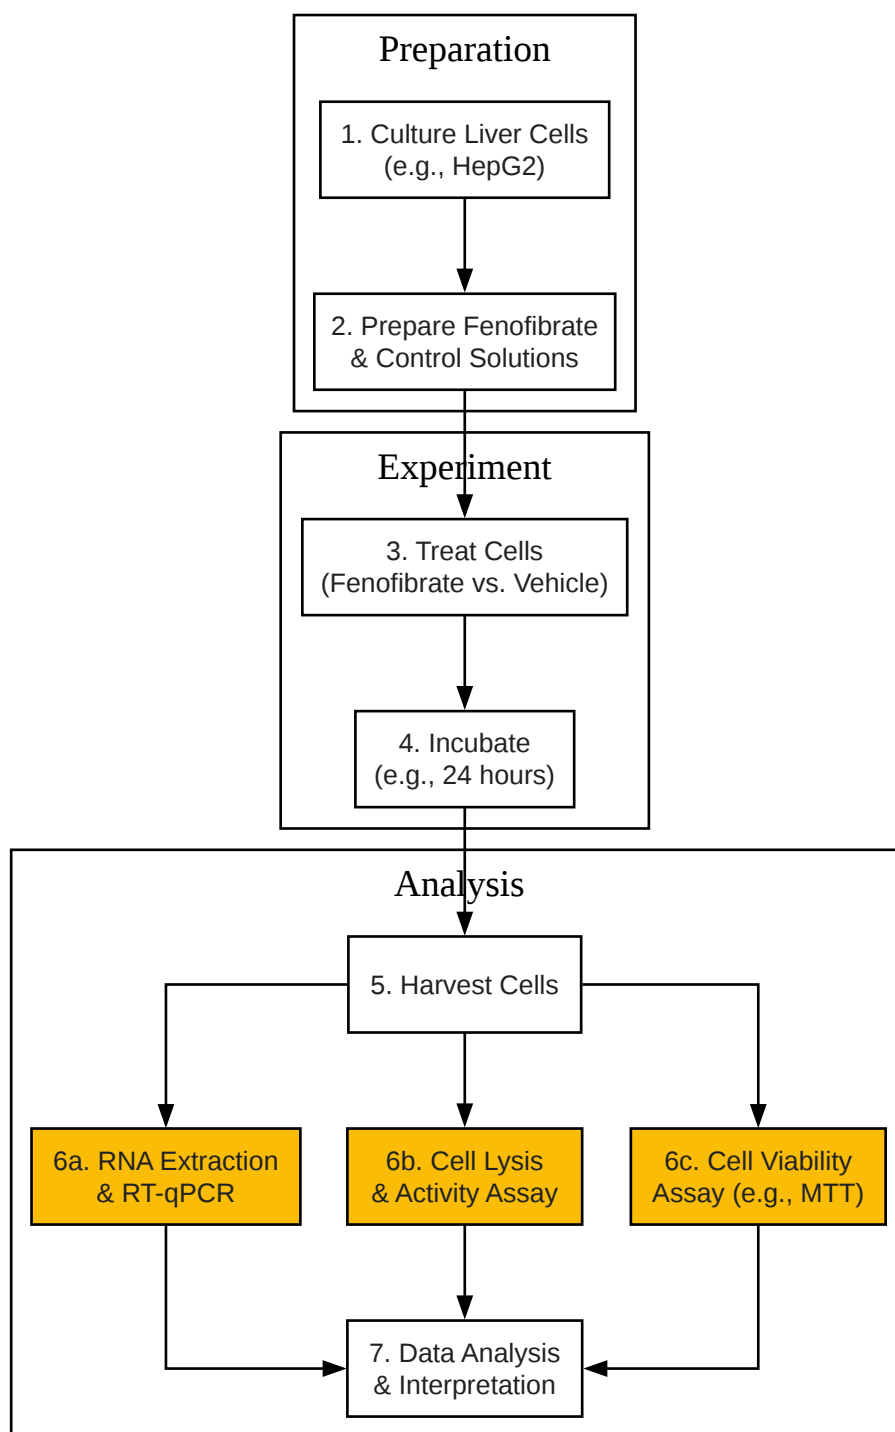 Preparation
1. Culture Liver Cells
(e.g., HepG2)
2. Prepare Fenofibrate
& Control Solutions
Experiment
3. Treat Cells
(Fenofibrate vs. Vehicle)
4. Incubate
(e.g., 24 hours)
Analysis
5. Harvest Cells
6a. RNA Extraction
& RT-qPCR
6b. Cell Lysis
& Activity Assay
6c. Cell Viability
Assay (e.g., MTT)
7. Data Analysis
& Interpretation